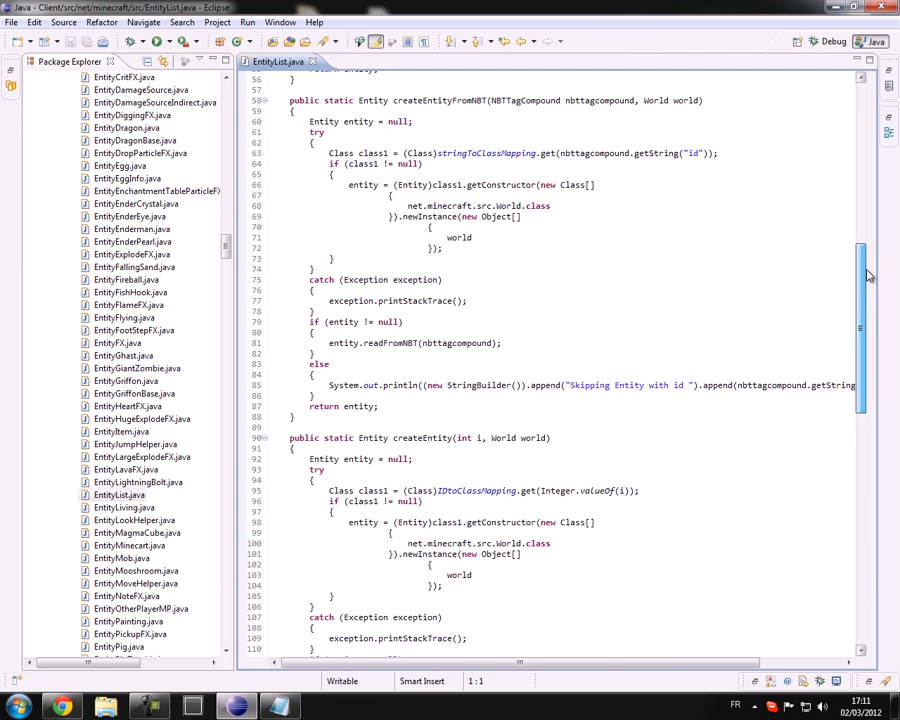 Java - Client/src/net/minecraft/src/EntityList.java - Eclipse
File Edit Source Refactor Navigate Search Project Run Window Help
Debug Java
Package Explorer
EntityList.java
EntityCritFX.java
EntityDamageSource.java
EntityDamageSourceIndirect.java
EntityDiggingFX.java
EntityDragon.java
EntityDragonBase.java
EntityDropParticleFX.java
EntityEgg.java
EntityEggInfo.java
EntityEnchantmentTableParticleFX
EntityEnderCrystal.java
EntityEnderEye.java
EntityEnderman.java
EntityEnderPearl.java
EntityExplodeFX.java
EntityFallingSand.java
EntityFireball.java
EntityFishHook.java
EntityFlameFX.java
EntityFlying.java
EntityFootStepFX.java
EntityFX.java
EntityGhast.java
EntityGiantZombie.java
EntityGriffon.java
EntityGriffonBase.java
EntityHeartFX.java
EntityHugeExplodeFX.java
EntityItem.java
EntityJumpHelper.java
EntityLargeExplodeFX.java
EntityLavaFX.java
EntityLightningBolt.java
EntityList.java
EntityLiving.java
EntityLookHelper.java
EntityMagmaCube.java
EntityMinecart.java
EntityMob.java
EntityMooshroom.java
EntityMoveHelper.java
EntityNoteFX.java
EntityOtherPlayerMP.java
EntityPainting.java
EntityPickupFX.java
EntityPig.java
56 }
57
58 public static Entity createEntityFromNBT(NBTTagCompound nbttagcompound, World world)
59 {
60 Entity entity = null;
61 try
62 {
63 Class class1 = (Class)stringToClassMapping.get(nbttagcompound.getString("id"));
64 if (class1 != null)
65 {
66 entity = (Entity)class1.getConstructor(new Class[]
67 {
68 net.minecraft.src.World.class
69 }).newInstance(new Object[]
70 {
71 world
72 });
73 }
74 }
75 catch (Exception exception)
76 {
77 exception.printStackTrace();
78 }
79 if (entity != null)
80 {
81 entity.readFromNBT(nbttagcompound);
82 }
83 else
84 {
85 System.out.println((new StringBuilder()).append("Skipping Entity with id ").append(nbttagcompound.getString
86 }
87 return entity;
88 }
89
90 public static Entity createEntity(int i, World world)
91 {
92 Entity entity = null;
93 try
94 {
95 Class class1 = (Class)IDtoClassMapping.get(Integer.valueOf(i));
96 if (class1 != null)
97 {
98 entity = (Entity)class1.getConstructor(new Class[]
99 {
100 net.minecraft.src.World.class
101 }).newInstance(new Object[]
102 {
103 world
104 });
105 }
106 }
107 catch (Exception exception)
108 {
109 exception.printStackTrace();
110 }
Writable Smart Insert 1 : 1
FR
17:11
02/03/2012